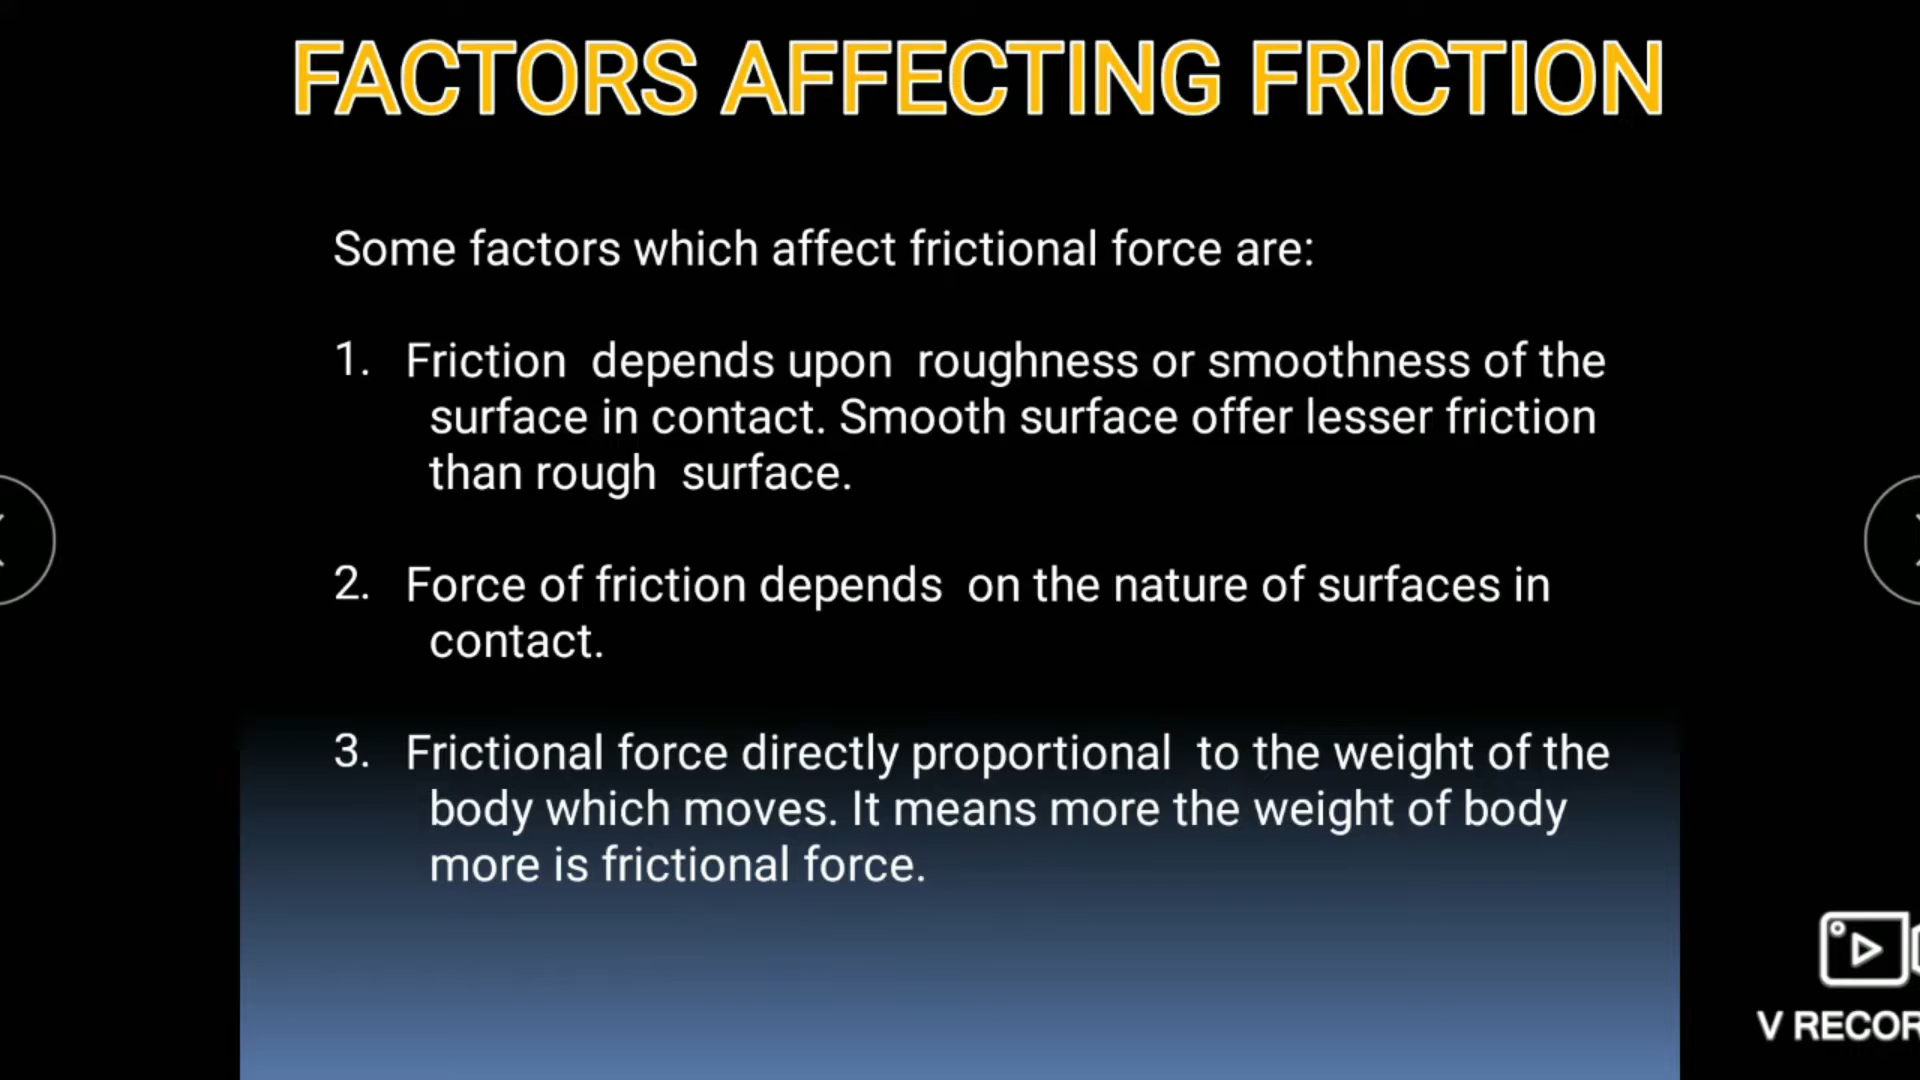 FACTORS AFFECTING FRICTION
Some factors which affect frictional force are:
1. Friction depends upon roughness or smoothness of the
surface in contact. Smooth surface offer lesser friction
than rough surface.
2. Force of friction depends on the nature of surfaces in
contact.
3. Frictional force directly proportional to the weight of the
body which moves. It means more the weight of body
more is frictional force.
V RECOR